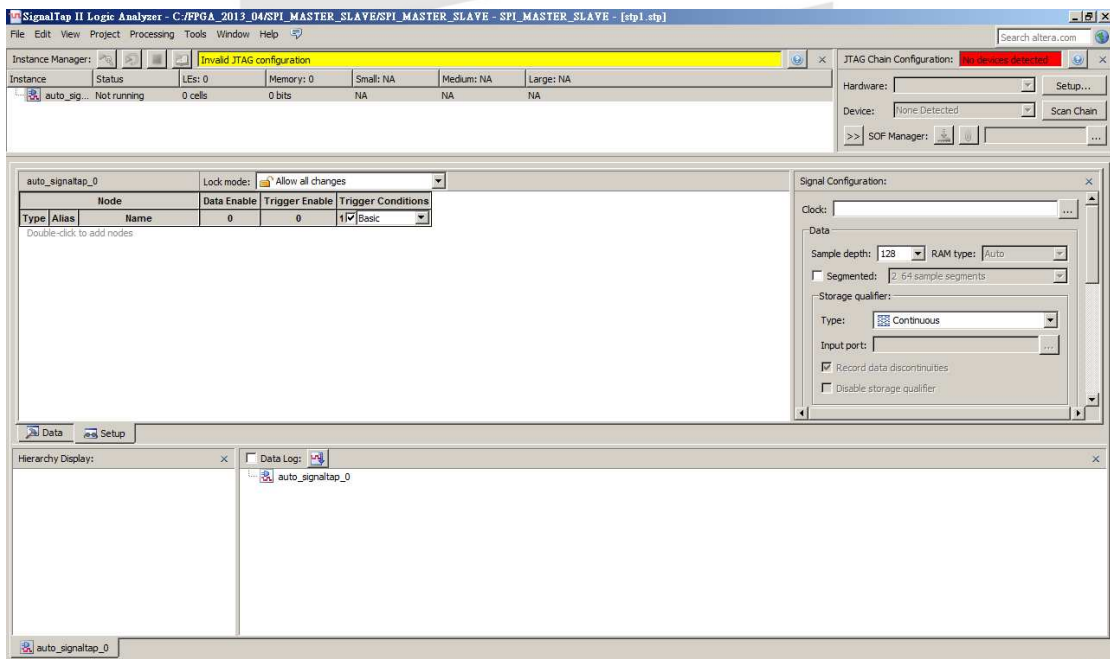 SignalTap II Logic Analyzer - C:/FPGA_2013_04/SPI_MASTER_SLAVE/SPI_MASTER_SLAVE - SPI_MASTER_SLAVE - [stp1.stp]
File Edit View Project Processing Tools Window Help
Search altera.com
Instance Manager: Invalid JTAG configuration
Instance Status LEs: 0 Memory: 0 Small: NA Medium: NA Large: NA
auto_sig... Not running 0 cells 0 bits NA NA NA
JTAG Chain Configuration: No devices detected
Hardware: Setup...
Device: None Detected Scan Chain
>> SOF Manager: ...
auto_signaltap_0 Lock mode: Allow all changes
Node Data Enable Trigger Enable Trigger Conditions
Type Alias Name 0 0 1 Basic
Double-click to add nodes
Signal Configuration:
Clock: ...
Data
Sample depth: 128 RAM type: Auto
Segmented: 2 64 sample segments
Storage qualifier:
Type: Continuous
Input port: ...
Record data discontinuities
Disable storage qualifier
Data Setup
Hierarchy Display:
Data Log:
auto_signaltap_0
auto_signaltap_0